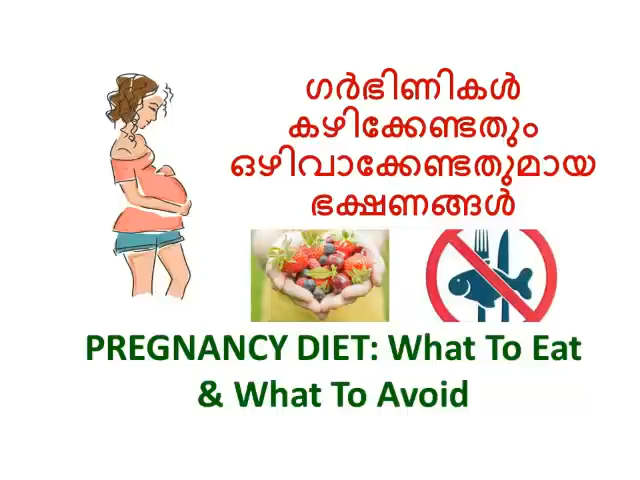 ഗർഭിണികൾ
കഴിക്കേണ്ടതും
ഒഴിവാക്കേണ്ടതുമായ
ഭക്ഷണങ്ങൾ
PREGNANCY DIET: What To Eat
& What To Avoid